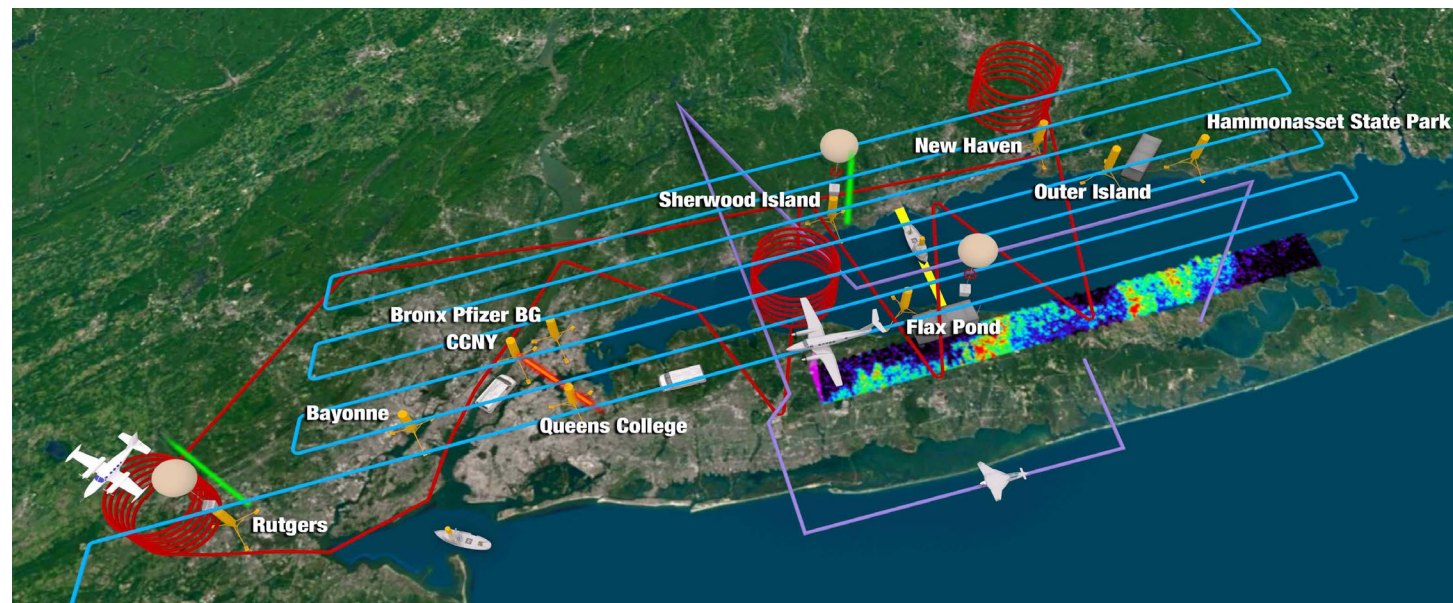 Hammonasset State Park
New Haven
Outer Island
Sherwood Island
Bronx Pfizer BG
CCNY
Flax Pond
Bayonne
Queens College
Rutgers